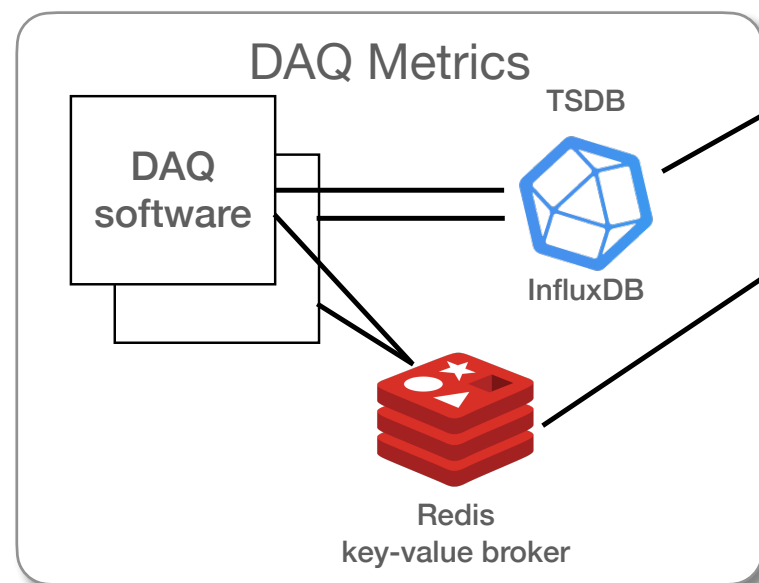 DAQ Metrics
TSDB
DAQ
software
InfluxDB
Redis
key-value broker